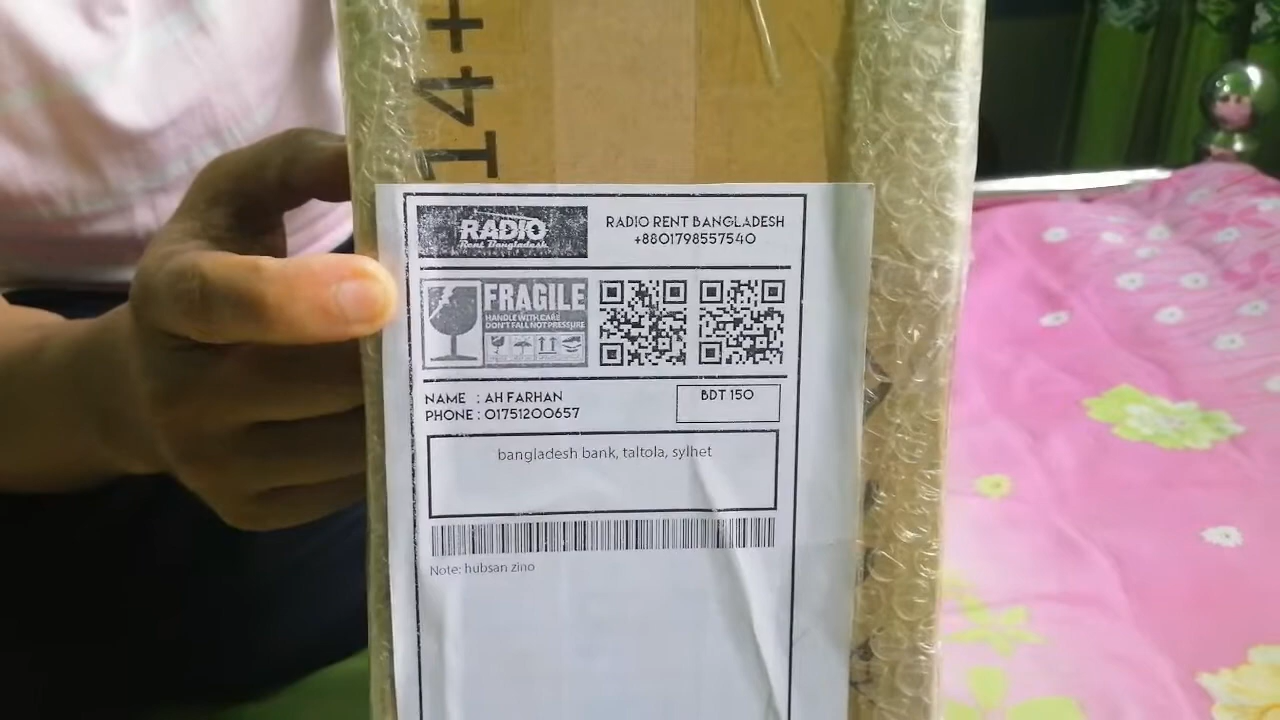 14+
RADIO
Rent Bangladesh
RADIO RENT BANGLADESH
+8801798557540
FRAGILE
HANDLE WITH CARE
DON'T FALL NOT PRESSURE
NAME : AH FARHAN
PHONE : 01751200657
BDT 150
bangladesh bank, taltola, sylhet
Note: hubsan zino